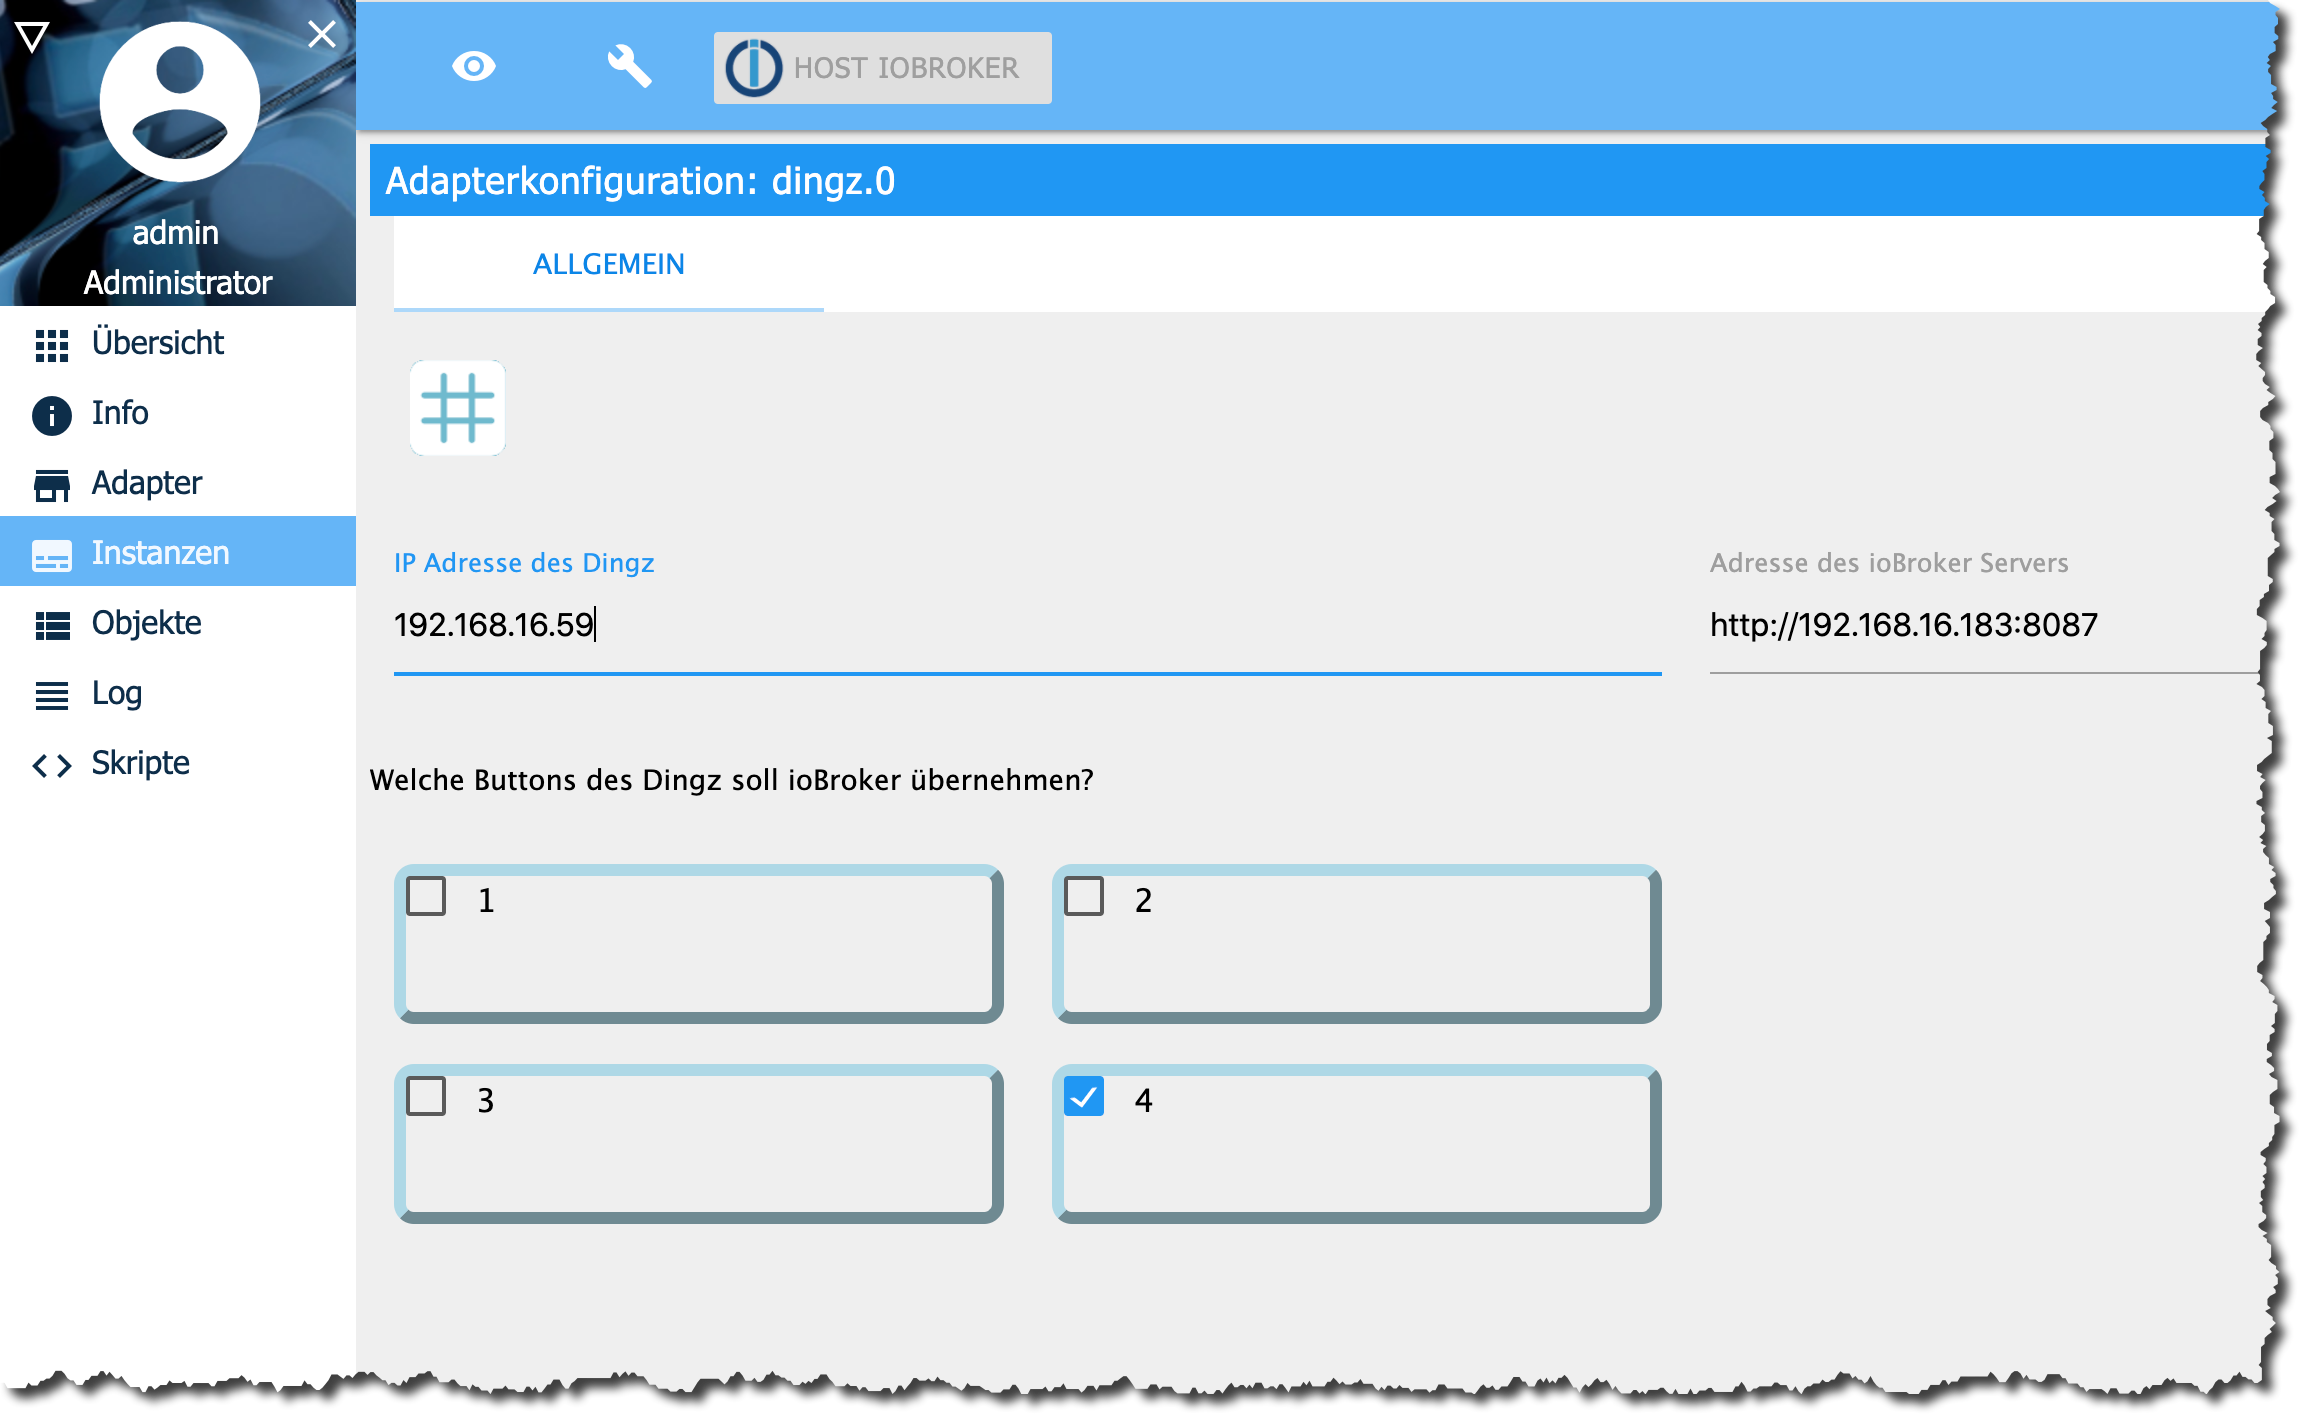 admin
Administrator
Übersicht
Info
Adapter
Instanzen
Objekte
Log
Skripte
HOST IOBROKER
Adapterkonfiguration: dingz.0
ALLGEMEIN
IP Adresse des Dingz
192.168.16.59
Adresse des ioBroker Servers
http://192.168.16.183:8087
Welche Buttons des Dingz soll ioBroker übernehmen?
1
2
3
4